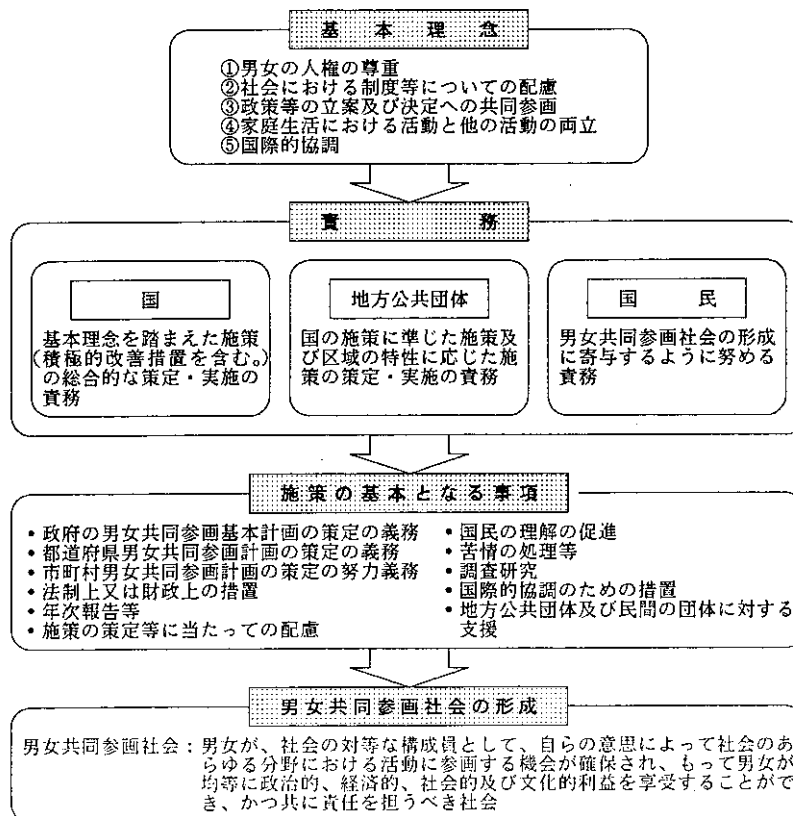 基本理念
①男女の人権の尊重
②社会における制度等についての配慮
③政策等の立案及び決定への共同参画
④家庭生活における活動と他の活動の両立
⑤国際的協調
責務
国
基本理念を踏まえた施策
(積極的改善措置を含む。)
の総合的な策定・実施の
責務
地方公共団体
国の施策に準じた施策及
び区域の特性に応じた施
策の策定・実施の責務
国民
男女共同参画社会の形成
に寄与するように努める
責務
施策の基本となる事項
・政府の男女共同参画基本計画の策定の義務
・都道府県男女共同参画計画の策定の義務
・市町村男女共同参画計画の策定の努力義務
・法制上又は財政上の措置
・年次報告等
・施策の策定等に当たっての配慮
・国民の理解の促進
・苦情の処理等
・調査研究
・国際的協調のための措置
・地方公共団体及び民間の団体に対する
支援
男女共同参画社会の形成
男女共同参画社会：男女が、社会の対等な構成員として、自らの意思によって社会のあ
らゆる分野における活動に参画する機会が確保され、もって男女が
均等に政治的、経済的、社会的及び文化的利益を享受することがで
き、かつ共に責任を担うべき社会